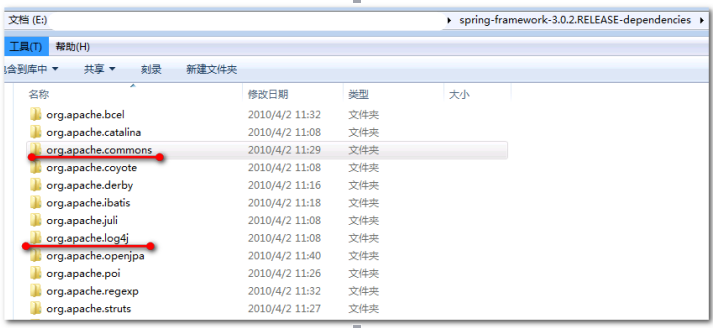 文档 (E:) ▸ spring-framework-3.0.2.RELEASE-dependencies ▸
工具(T) 帮助(H)
含到库中 ▼ 共享 ▼ 刻录 新建文件夹
名称 修改日期 类型 大小
org.apache.bcel 2010/4/2 11:32 文件夹
org.apache.catalina 2010/4/2 11:08 文件夹
org.apache.commons 2010/4/2 11:29 文件夹
org.apache.coyote 2010/4/2 11:08 文件夹
org.apache.derby 2010/4/2 11:16 文件夹
org.apache.ibatis 2010/4/2 11:18 文件夹
org.apache.juli 2010/4/2 11:08 文件夹
org.apache.log4j 2010/4/2 11:08 文件夹
org.apache.openjpa 2010/4/2 11:40 文件夹
org.apache.poi 2010/4/2 11:26 文件夹
org.apache.regexp 2010/4/2 11:32 文件夹
org.apache.struts 2010/4/2 11:27 文件夹